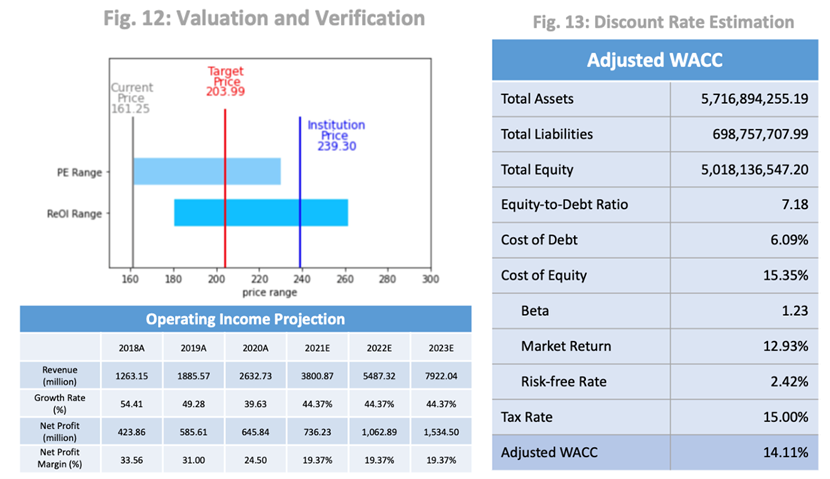 Fig. 12: Valuation and Verification
Current
Price
161.25
Target
Price
203.99
Institution
Price
239.30
PE Range
ReOI Range
160 180 200 220 240 260 280 300
price range
Operating Income Projection
2018A 2019A 2020A 2021E 2022E 2023E
Revenue
(million) 1263.15 1885.57 2632.73 3800.87 5487.32 7922.04
Growth Rate
(%) 54.41 49.28 39.63 44.37% 44.37% 44.37%
Net Profit
(million) 423.86 585.61 645.84 736.23 1,062.89 1,534.50
Net Profit
Margin (%) 33.56 31.00 24.50 19.37% 19.37% 19.37%
Fig. 13: Discount Rate Estimation
Adjusted WACC
Total Assets 5,716,894,255.19
Total Liabilities 698,757,707.99
Total Equity 5,018,136,547.20
Equity-to-Debt Ratio 7.18
Cost of Debt 6.09%
Cost of Equity 15.35%
Beta 1.23
Market Return 12.93%
Risk-free Rate 2.42%
Tax Rate 15.00%
Adjusted WACC 14.11%